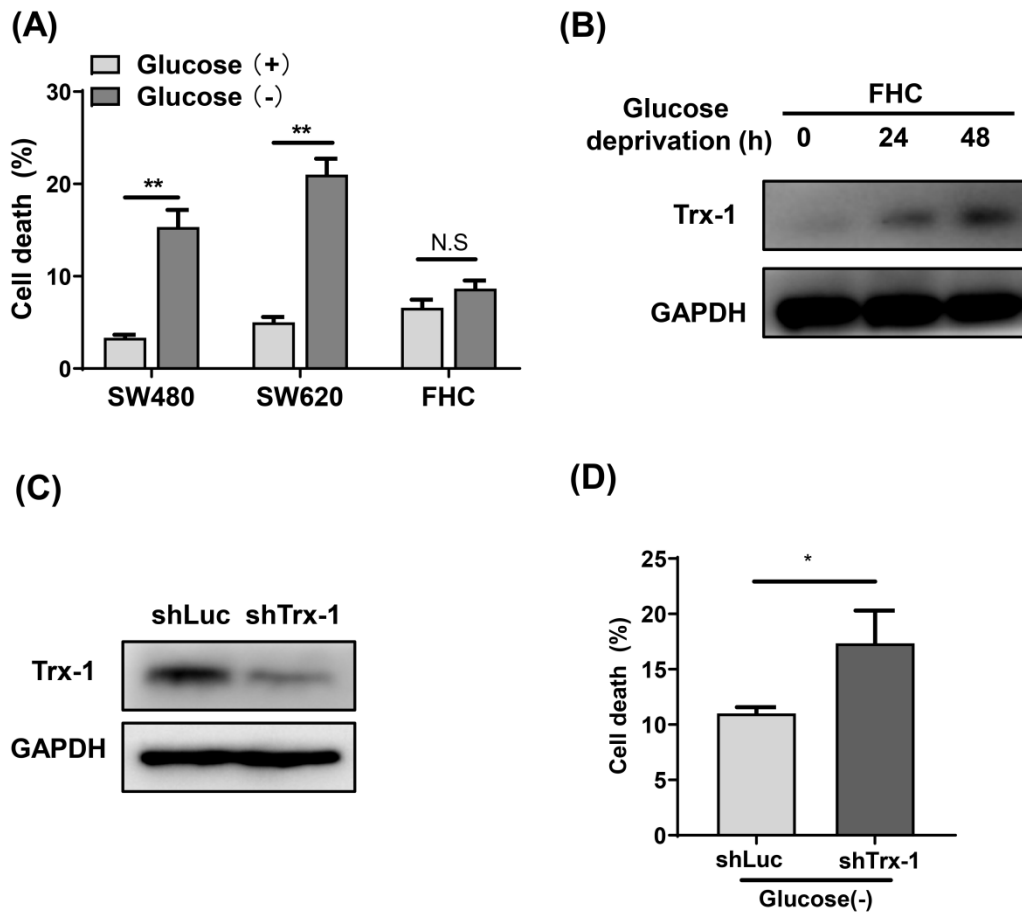 (A)
Glucose (+)
Glucose (-)
Cell death (%)
30
20
10
0
**
**
N.S
SW480 SW620 FHC
(B)
Glucose
deprivation (h)
FHC
0 24 48
Trx-1
GAPDH
(C)
shLuc shTrx-1
Trx-1
GAPDH
(D)
Cell death (%)
25
20
15
10
5
0
*
shLuc shTrx-1
Glucose(-)